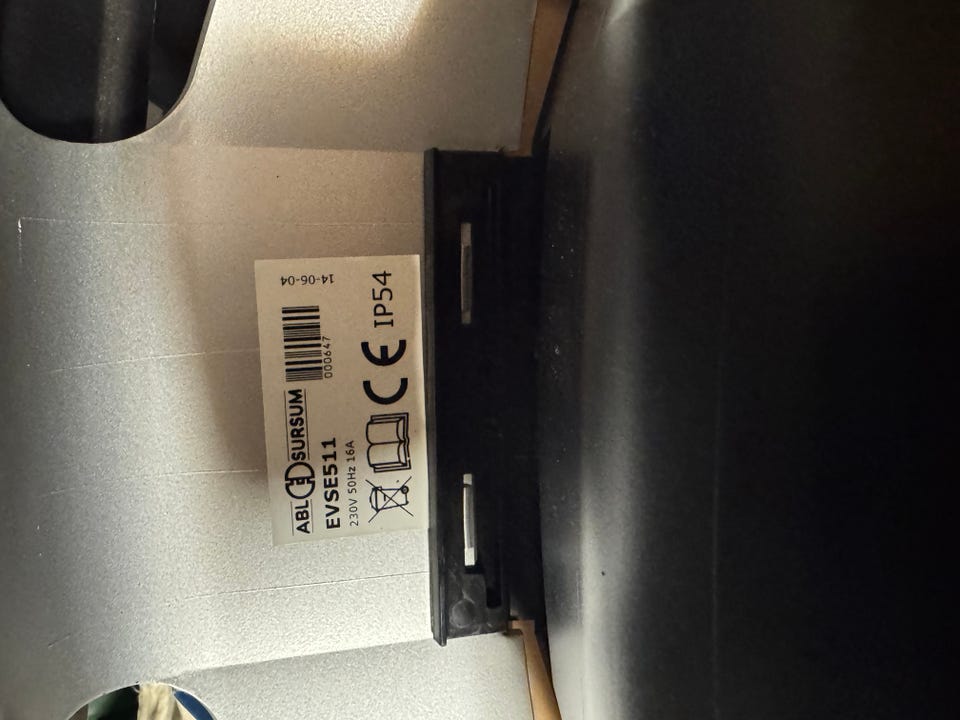 ABL SURSUM
EVSE511
230V 50Hz 16A
000647
14-06-04
CE IP54